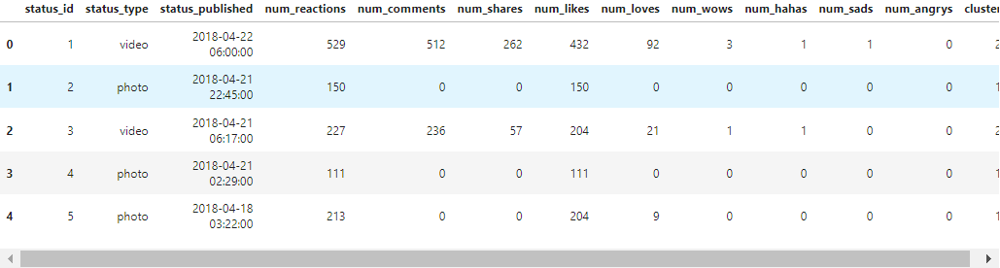 status_id status_type status_published num_reactions num_comments num_shares num_likes num_loves num_wows num_hahas num_sads num_angrys cluster
0 1 video 2018-04-22 06:00:00 529 512 262 432 92 3 1 1 0 2
1 2 photo 2018-04-21 22:45:00 150 0 0 150 0 0 0 0 0 1
2 3 video 2018-04-21 06:17:00 227 236 57 204 21 1 1 0 0 2
3 4 photo 2018-04-21 02:29:00 111 0 0 111 0 0 0 0 0 1
4 5 photo 2018-04-18 03:22:00 213 0 0 204 9 0 0 0 0 1